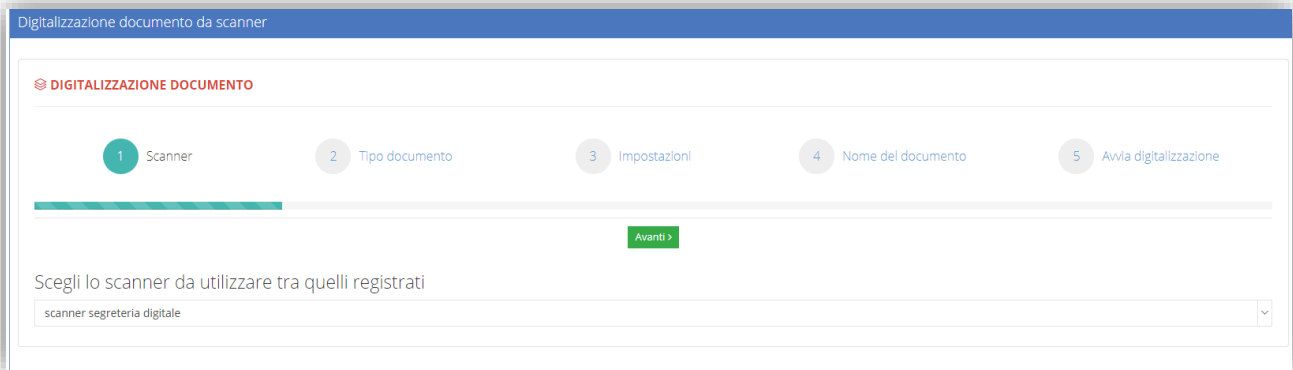 Digitalizzazione documento da scanner
DIGITALIZZAZIONE DOCUMENTO
1 Scanner 2 Tipo documento 3 Impostazioni 4 Nome del documento 5 Avvia digitalizzazione
Avanti >
Scegli lo scanner da utilizzare tra quelli registrati
scanner segreteria digitale